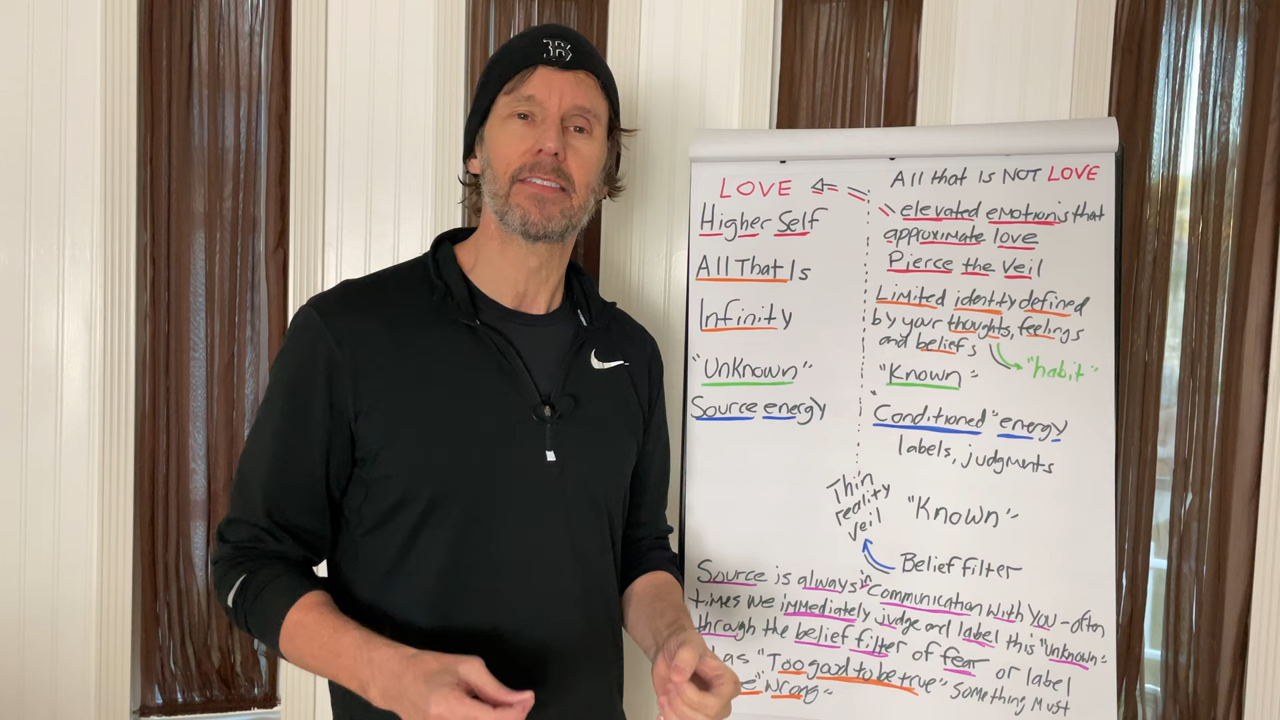 B
LOVE
Higher Self
All That Is
Infinity
"Unknown"
Source energy
All that is NOT LOVE
elevated emotions that
approximate love
Pierce the Veil
Limited identity defined
by your thoughts, feelings
and beliefs
"habit"
"Known"
"Conditioned" energy
labels, judgments
Thin
reality
veil
"Known"
Belief filter
Source is always in communication with you - often
times we immediately judge and label this "unknown"
through the belief filter of fear or label
as "Too good to be true" something must
"wrong"